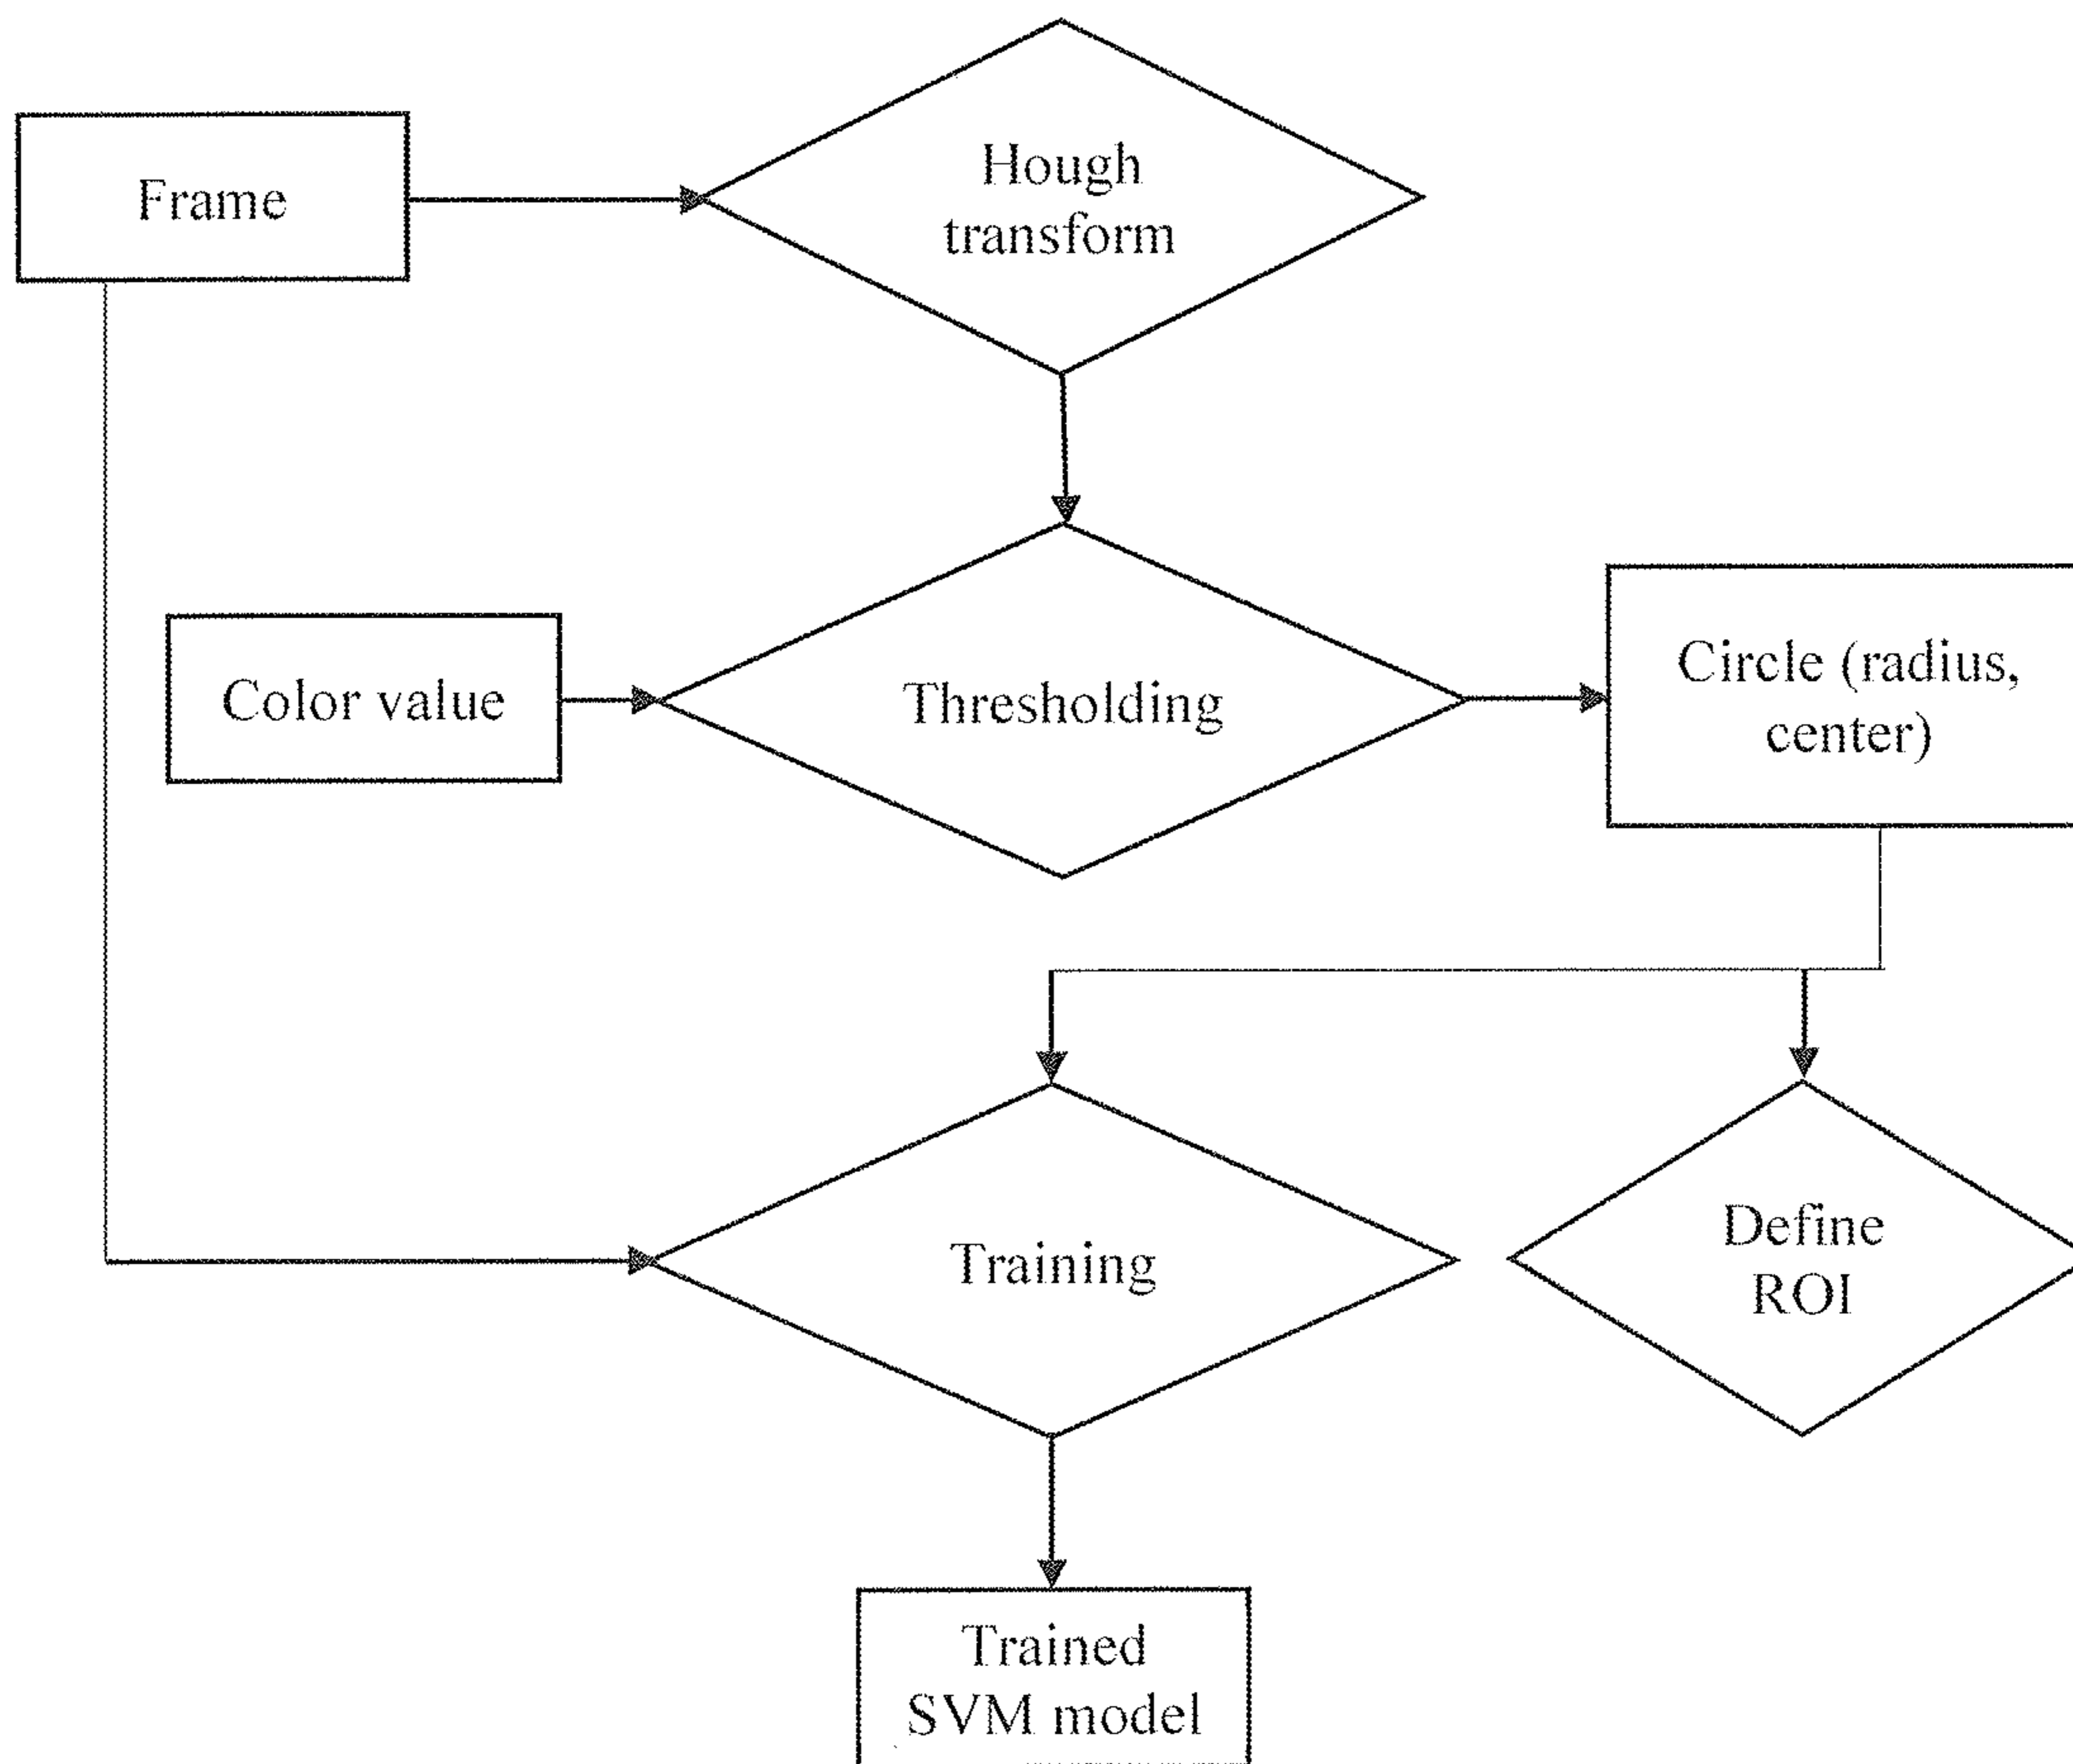 Frame
Hough
transform
Color value
Thresholding
Circle (radius,
center)
Training
Define
ROI
Trained
SVM model